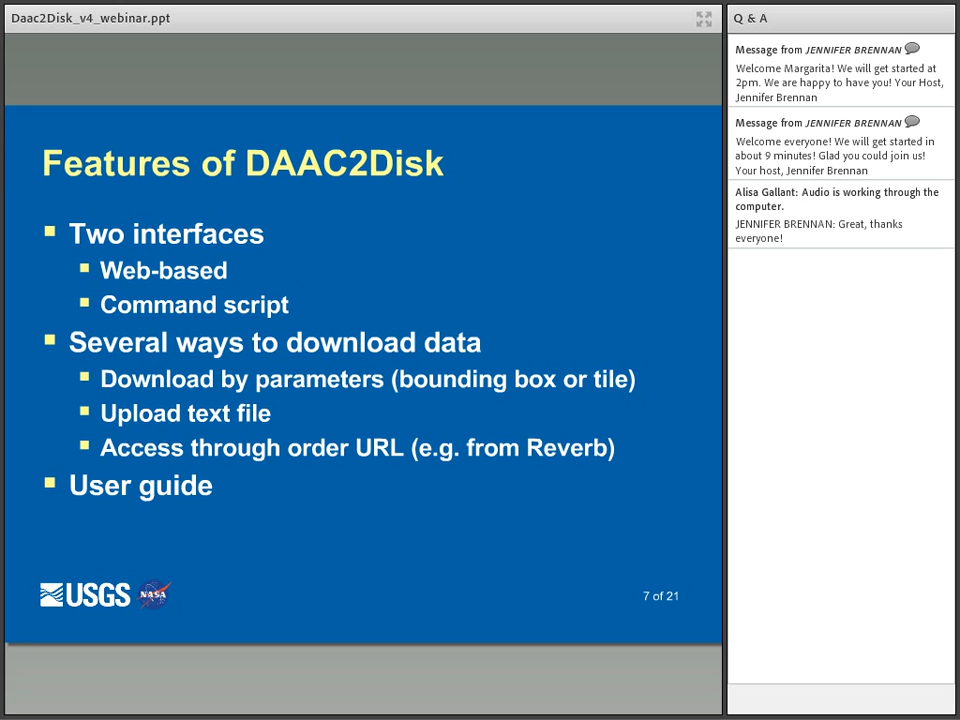 Daac2Disk_v4_webinar.ppt
Features of DAAC2Disk
Two interfaces
Web-based
Command script
Several ways to download data
Download by parameters (bounding box or tile)
Upload text file
Access through order URL (e.g. from Reverb)
User guide
USGS
NASA
7 of 21
Q & A
Message from JENNIFER BRENNAN
Welcome Margarita! We will get started at
2pm. We are happy to have you! Your Host,
Jennifer Brennan
Message from JENNIFER BRENNAN
Welcome everyone! We will get started in
about 9 minutes! Glad you could join us!
Your host, Jennifer Brennan
Alisa Gallant: Audio is working through the
computer.
JENNIFER BRENNAN: Great, thanks
everyone!